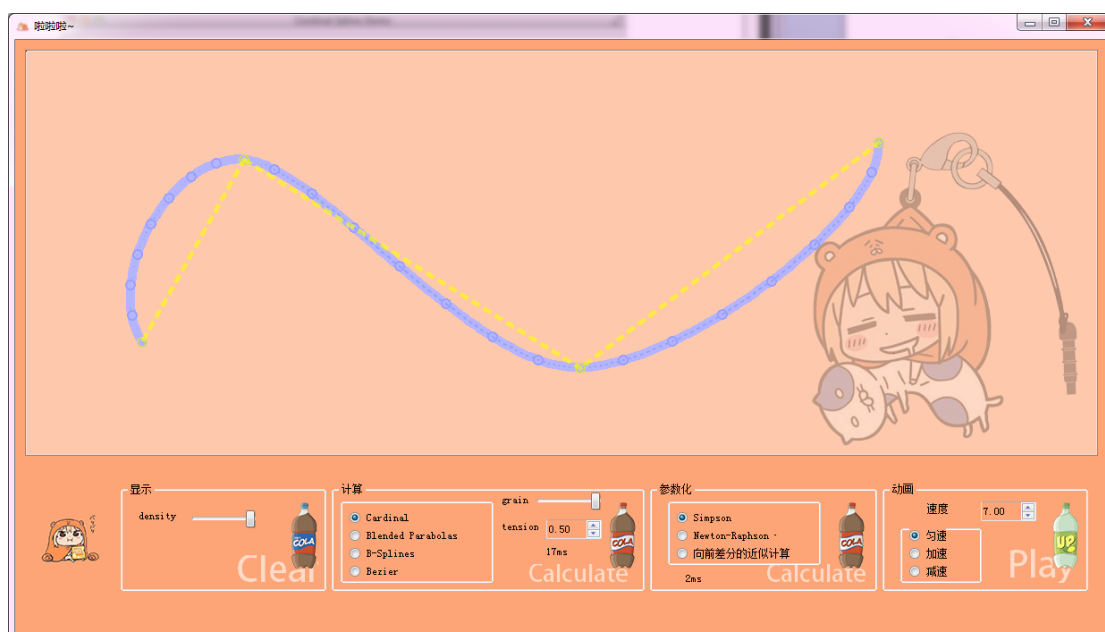 啦啦啦~
显示
density
Clear
计算
Cardinal
Blended Parabolas
B-Splines
Bezier
grain
tension 0.50
17ms
COLA
Calculate
参数化
Simpson
Newton-Raphson
向前差分的近似计算
2ms
COLA
Calculate
动画
速度 7.00
匀速
加速
减速
UP
Play
COLA